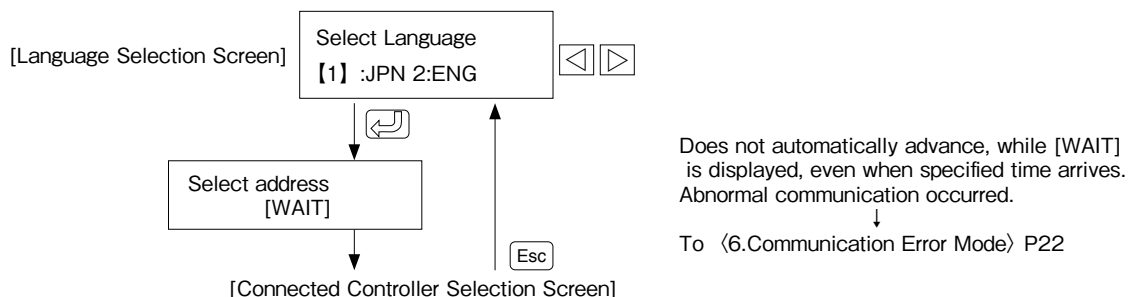 [Language Selection Screen]
Select Language
【1】:JPN 2:ENG
Select address
[WAIT]
Esc
[Connected Controller Selection Screen]
Does not automatically advance, while [WAIT]
is displayed, even when specified time arrives.
Abnormal communication occurred.
↓
To 〈6.Communication Error Mode〉 P22